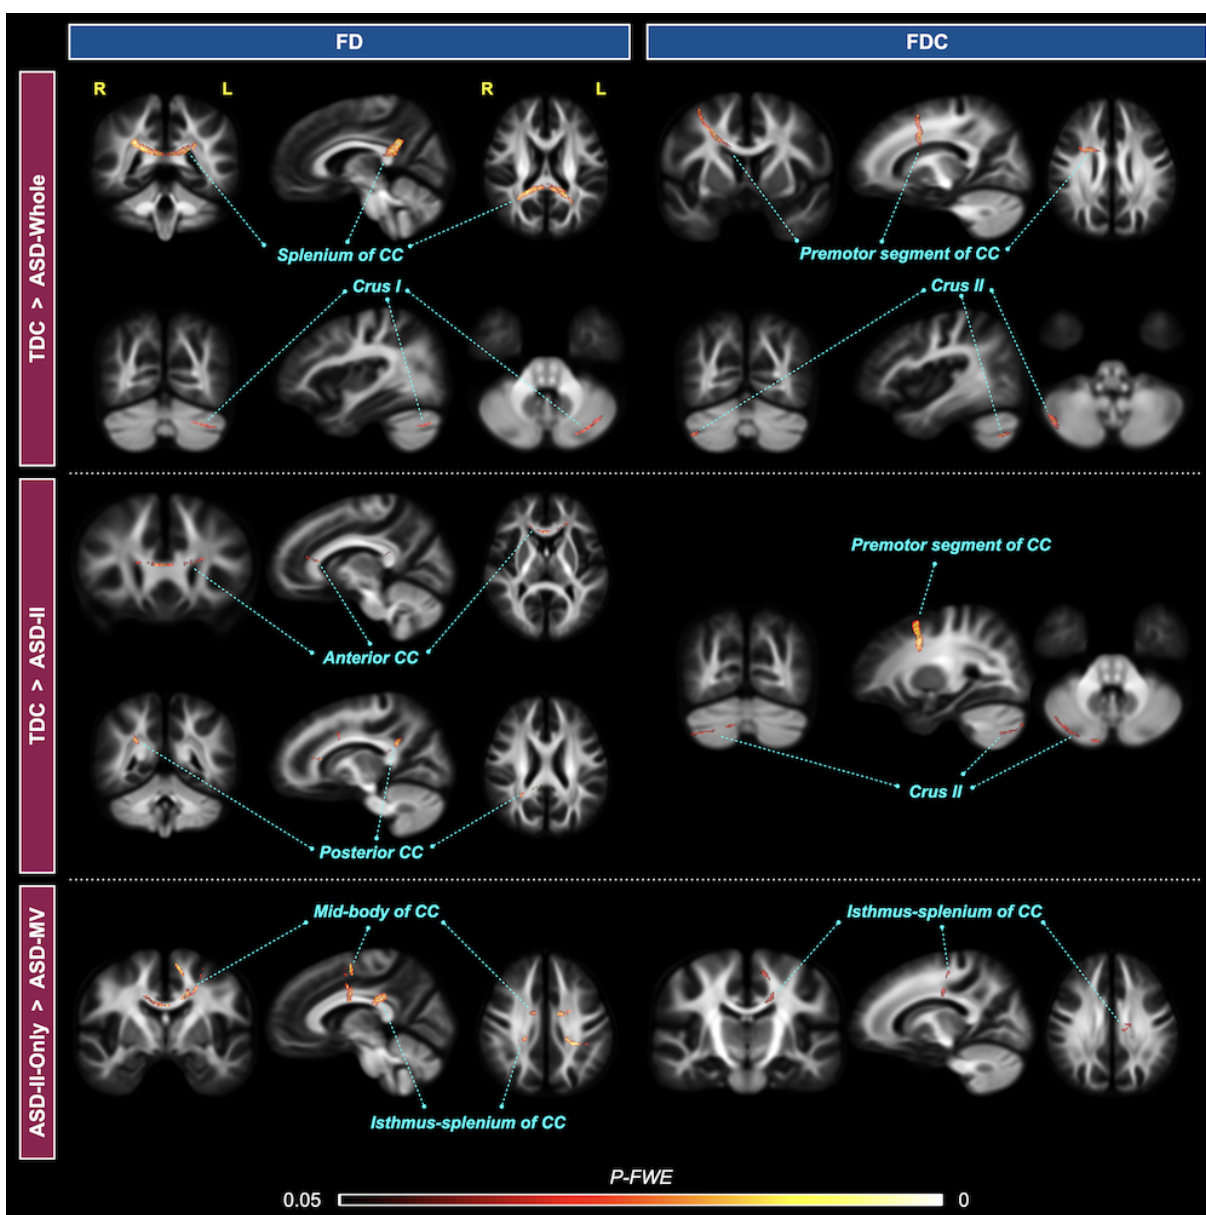 FD
FDC
TDC > ASD-Whole
R L R L
Splenium of CC
Premotor segment of CC
Crus I
Crus II
TDC > ASD-II
Anterior CC
Premotor segment of CC
Posterior CC
Crus II
ASD-II-Only > ASD-MV
Mid-body of CC
Isthmus-splenium of CC
Isthmus-splenium of CC
P-FWE
0.05 0